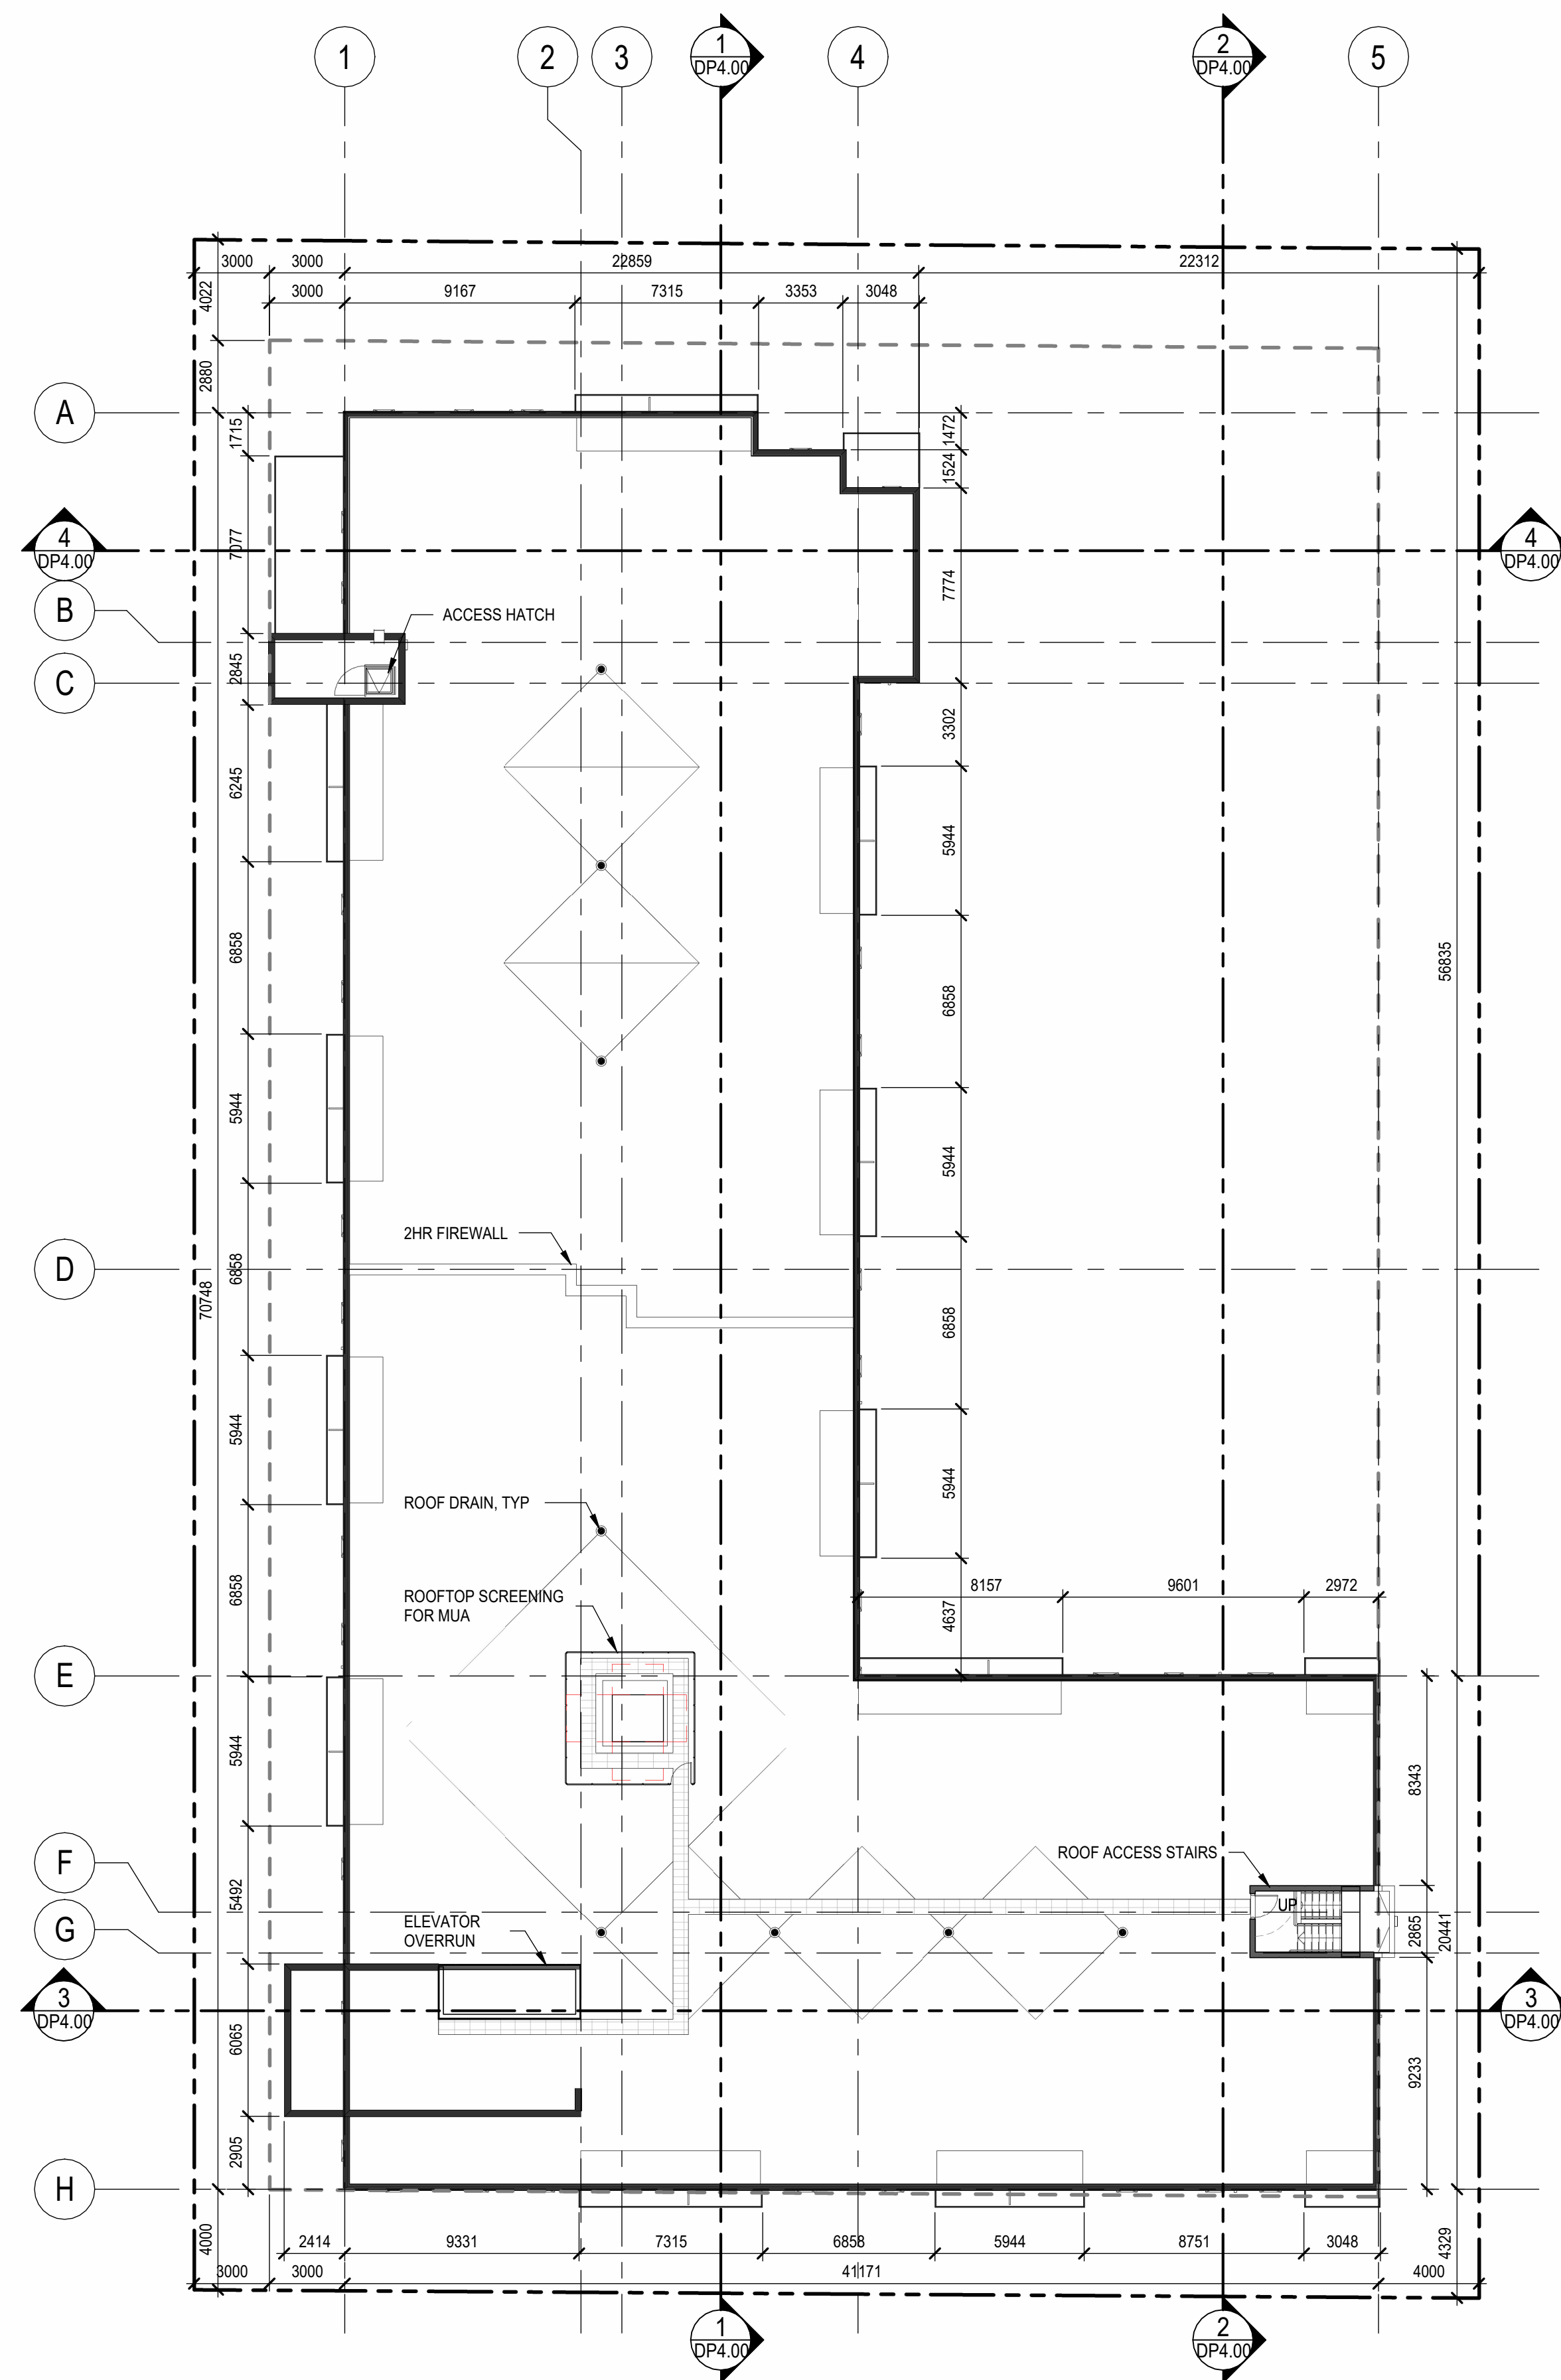 1
2
3
1
DP4.00
4
2
DP4.00
5
3000
3000
22859
22312
3000
9167
7315
3353
3048
4022
2880
A
1715
1472
1524
4
DP4.00
7077
7774
4
DP4.00
B
ACCESS HATCH
C
2845
3302
6245
5944
6858
56835
6858
5944
5944
2HR FIREWALL
D
6858
70748
6858
5944
5944
ROOF DRAIN, TYP
8157
9601
2972
ROOFTOP SCREENING
FOR MUA
6858
4637
E
5944
8343
F
ROOF ACCESS STAIRS
UP
5492
G
ELEVATOR
OVERRUN
2865
20441
3
DP4.00
3
DP4.00
6065
9233
2905
H
4000
2414
9331
7315
6858
5944
8751
3048
4329
3000
3000
41171
4000
1
DP4.00
2
DP4.00